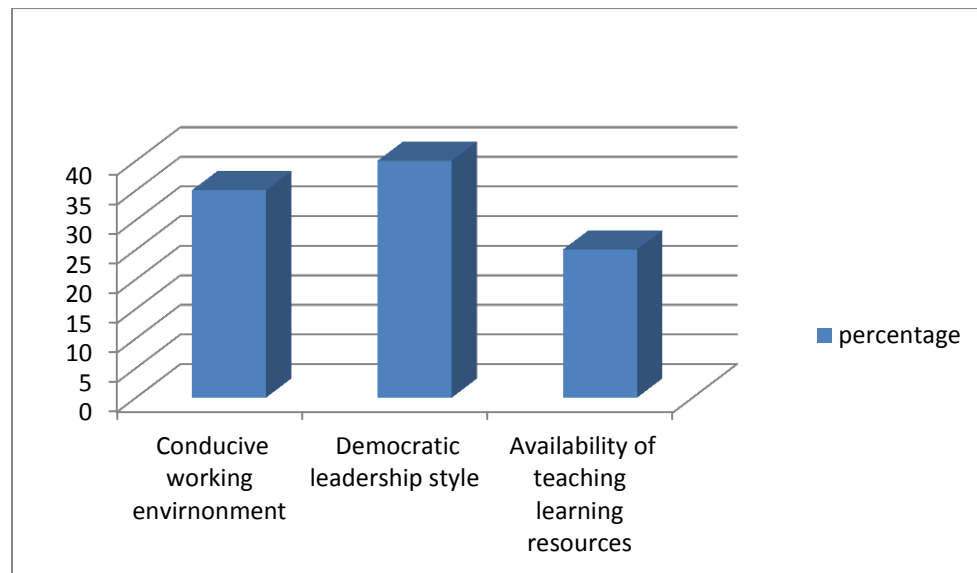 40
35
30
25
20
15
10
5
0
Conducive
working
envirnonment
Democratic
leadership style
Availability of
teaching
learning
resources
percentage